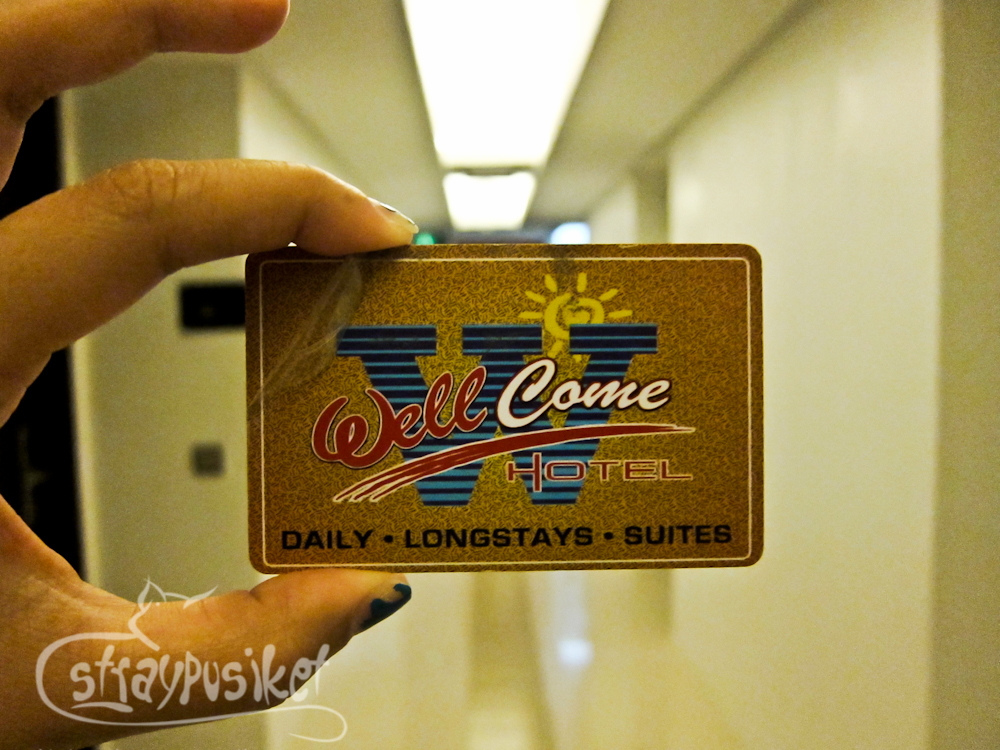 W
Well Come
HOTEL
DAILY • LONGSTAYS • SUITES
straypusiket